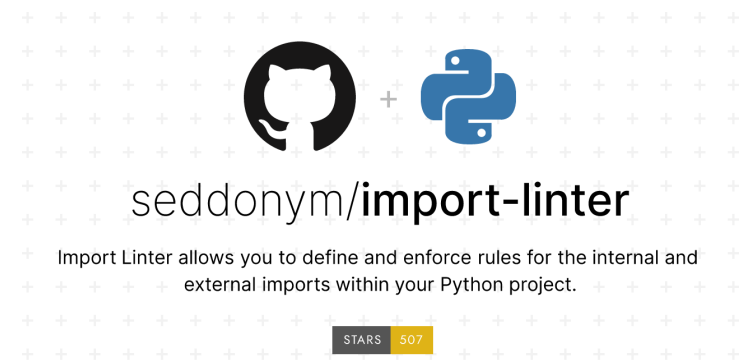 seddonym/import-linter
Import Linter allows you to define and enforce rules for the internal and
external imports within your Python project.
STARS 507